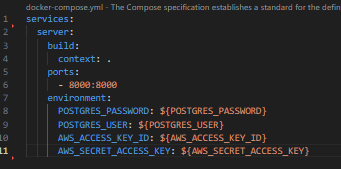 docker-compose.yml - The Compose specification establishes a standard for the defin
1 services:
2   server:
3     build:
4       context: .
5     ports:
6       - 8000:8000
7     environment:
8       POSTGRES_PASSWORD: ${POSTGRES_PASSWORD}
9       POSTGRES_USER: ${POSTGRES_USER}
10       AWS_ACCESS_KEY_ID: ${AWS_ACCESS_KEY_ID}
11       AWS_SECRET_ACCESS_KEY: ${AWS_SECRET_ACCESS_KEY}